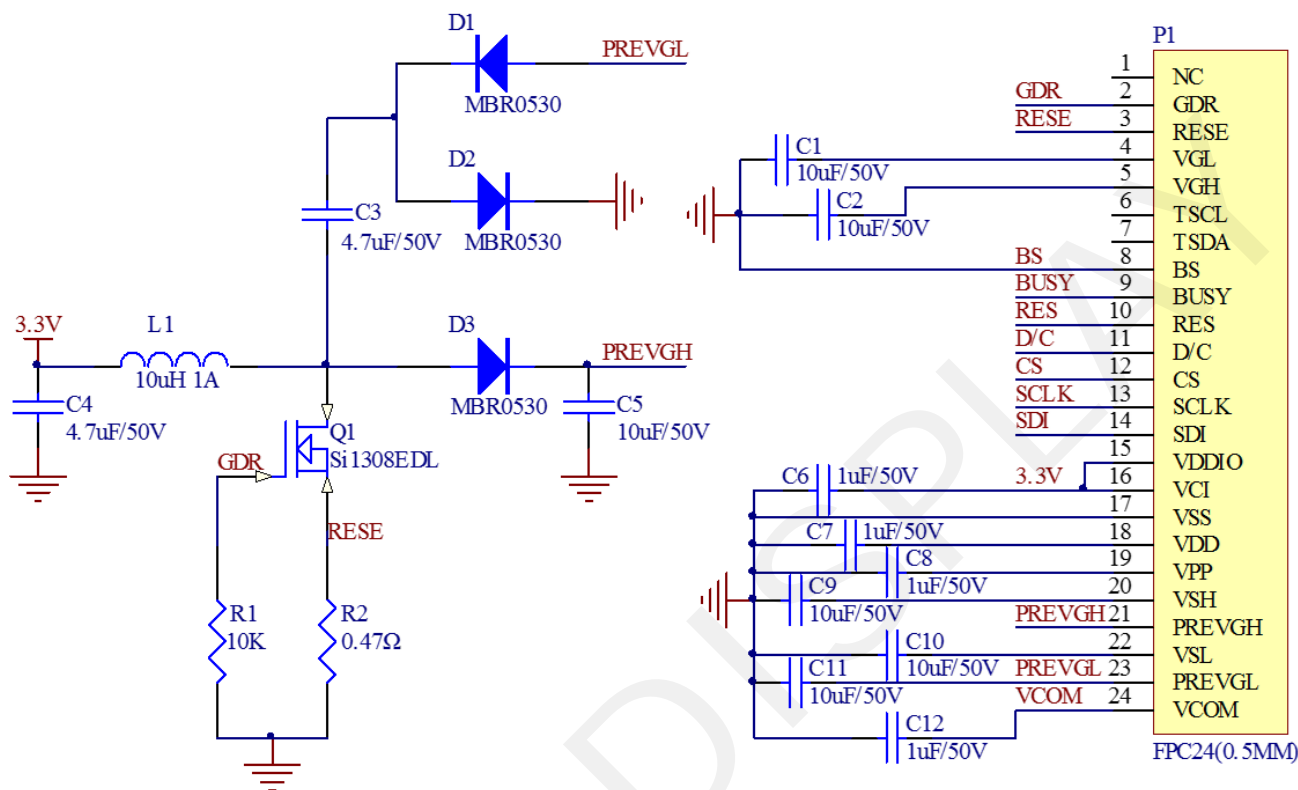 D1
PREVGL
MBR0530
D2
MBR0530
C3
4.7uF/50V
3.3V
L1
10uH 1A
D3
PREVGH
MBR0530
C4
4.7uF/50V
C5
10uF/50V
Q1
Si1308EDL
GDR
RESE
R1
10K
R2
0.47Ω
P1
1 NC
GDR 2 GDR
RESE 3 RESE
C1
10uF/50V
4 VGL
C2
10uF/50V
5 VGH
6 TSCL
7 TSDA
BS 8 BS
BUSY 9 BUSY
RES 10 RES
D/C 11 D/C
CS 12 CS
SCLK 13 SCLK
SDI 14 SDI
15 VDDIO
C6 1uF/50V 3.3V 16 VCI
17 VSS
C7 1uF/50V 18 VDD
C8
1uF/50V
19 VPP
C9
10uF/50V
20 VSH
PREVGH 21 PREVGH
C10
10uF/50V
22 VSL
C11
10uF/50V
PREVGL 23 PREVGL
VCOM 24 VCOM
C12
1uF/50V
FPC24(0.5MM)
DISPLAY